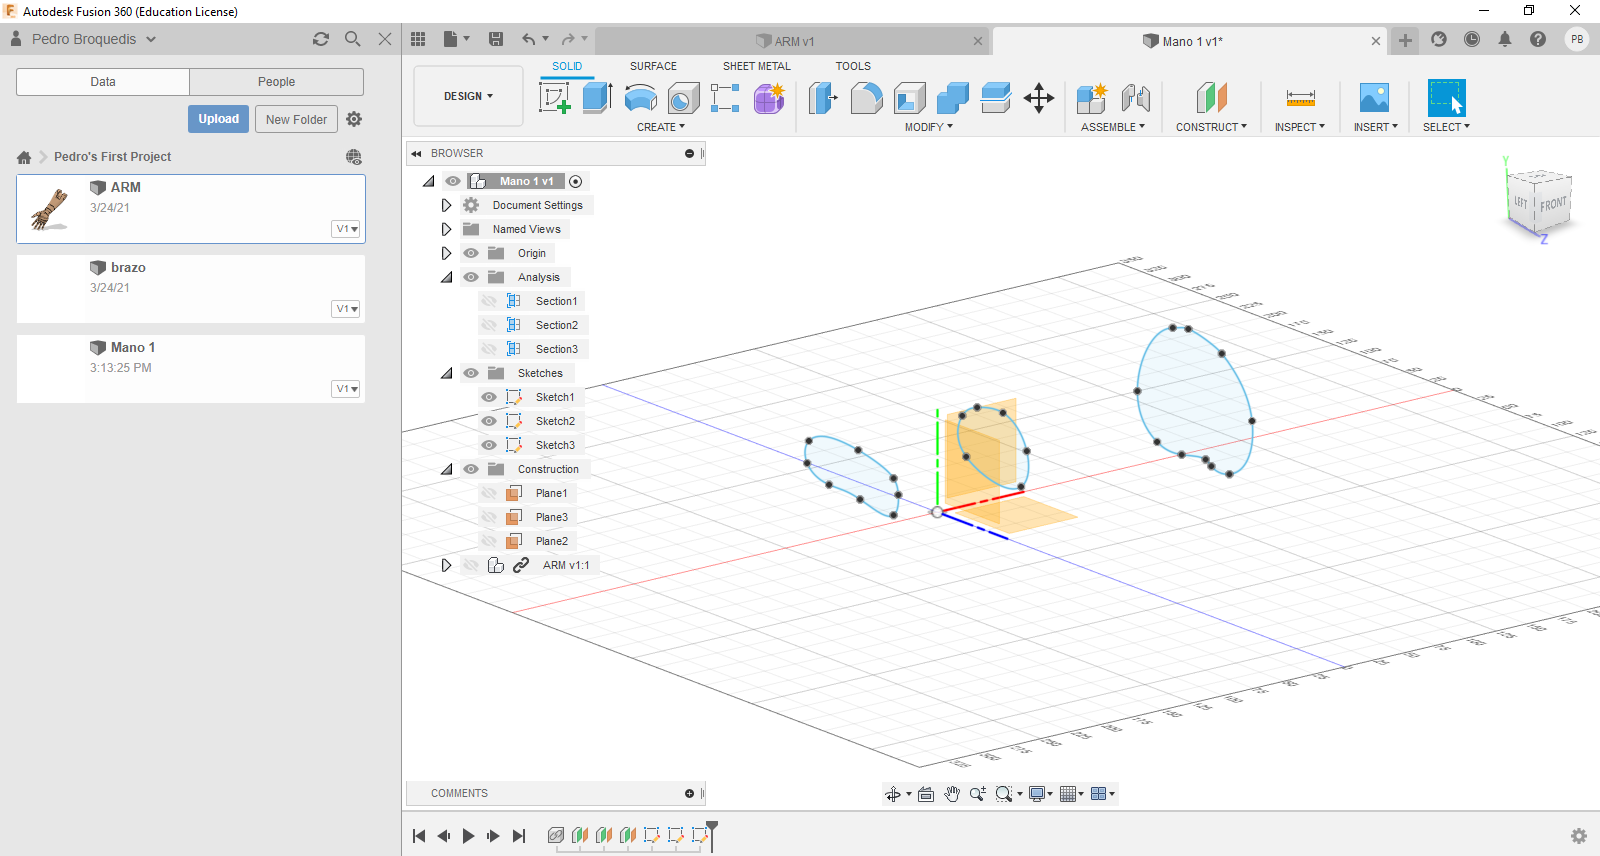 Autodesk Fusion 360 (Education License)
Pedro Broquedis
ARM v1
Mano 1 v1*
PB
Data
People
Upload
New Folder
Pedro's First Project
ARM
3/24/21
V1
brazo
3/24/21
V1
Mano 1
3:13:25 PM
V1
DESIGN
SOLID
SURFACE
SHEET METAL
TOOLS
CREATE
MODIFY
ASSEMBLE
CONSTRUCT
INSPECT
INSERT
SELECT
BROWSER
Mano 1 v1
Document Settings
Named Views
Origin
Analysis
Section1
Section2
Section3
Sketches
Sketch1
Sketch2
Sketch3
Construction
Plane1
Plane3
Plane2
ARM v1:1
Y
LEFT
FRONT
Z
COMMENTS